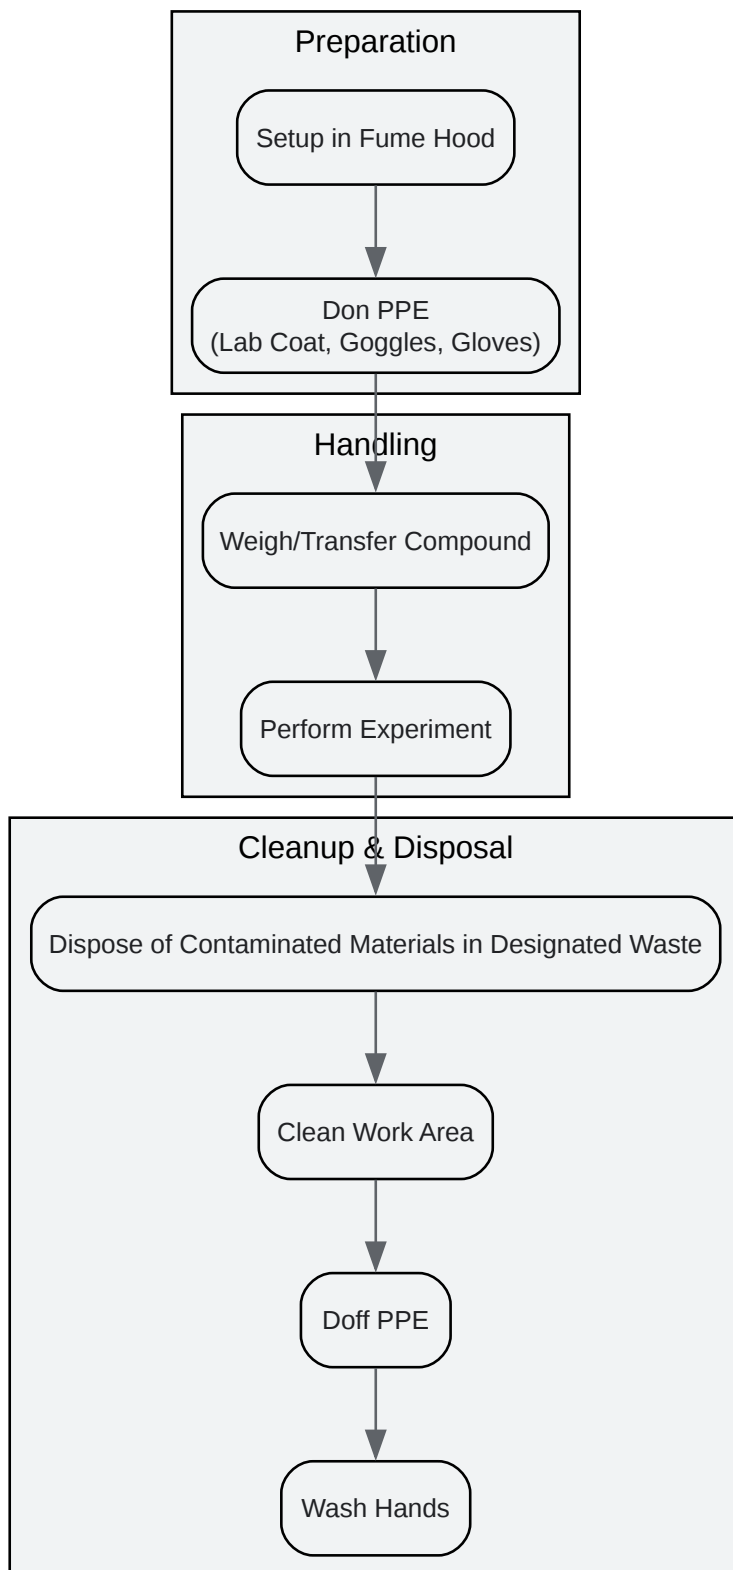 Preparation
Setup in Fume Hood
Don PPE
(Lab Coat, Goggles, Gloves)
Handling
Weigh/Transfer Compound
Perform Experiment
Cleanup & Disposal
Dispose of Contaminated Materials in Designated Waste
Clean Work Area
Doff PPE
Wash Hands